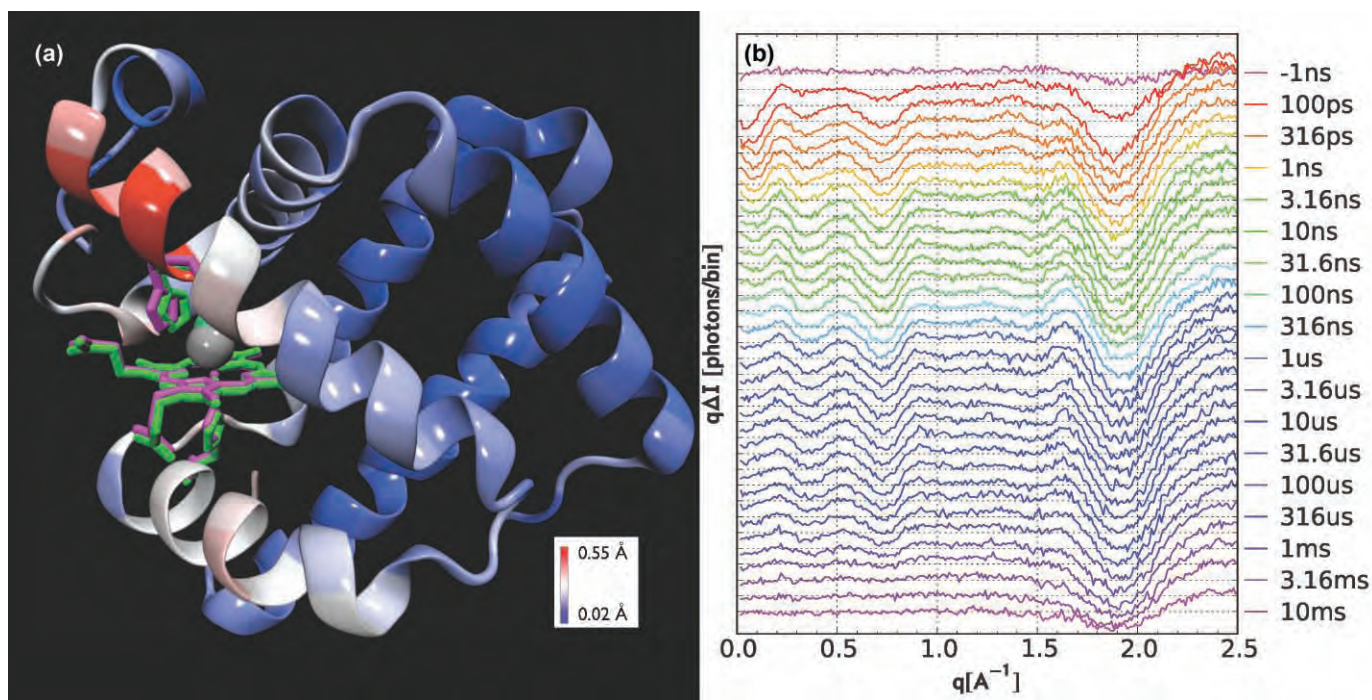 (a)
0.55 Å
0.02 Å
(b)
q∆I [photons/bin]
-1ns
100ps
316ps
1ns
3.16ns
10ns
31.6ns
100ns
316ns
1us
3.16us
10us
31.6us
100us
316us
1ms
3.16ms
10ms
0.0 0.5 1.0 1.5 2.0 2.5
q[A⁻¹]